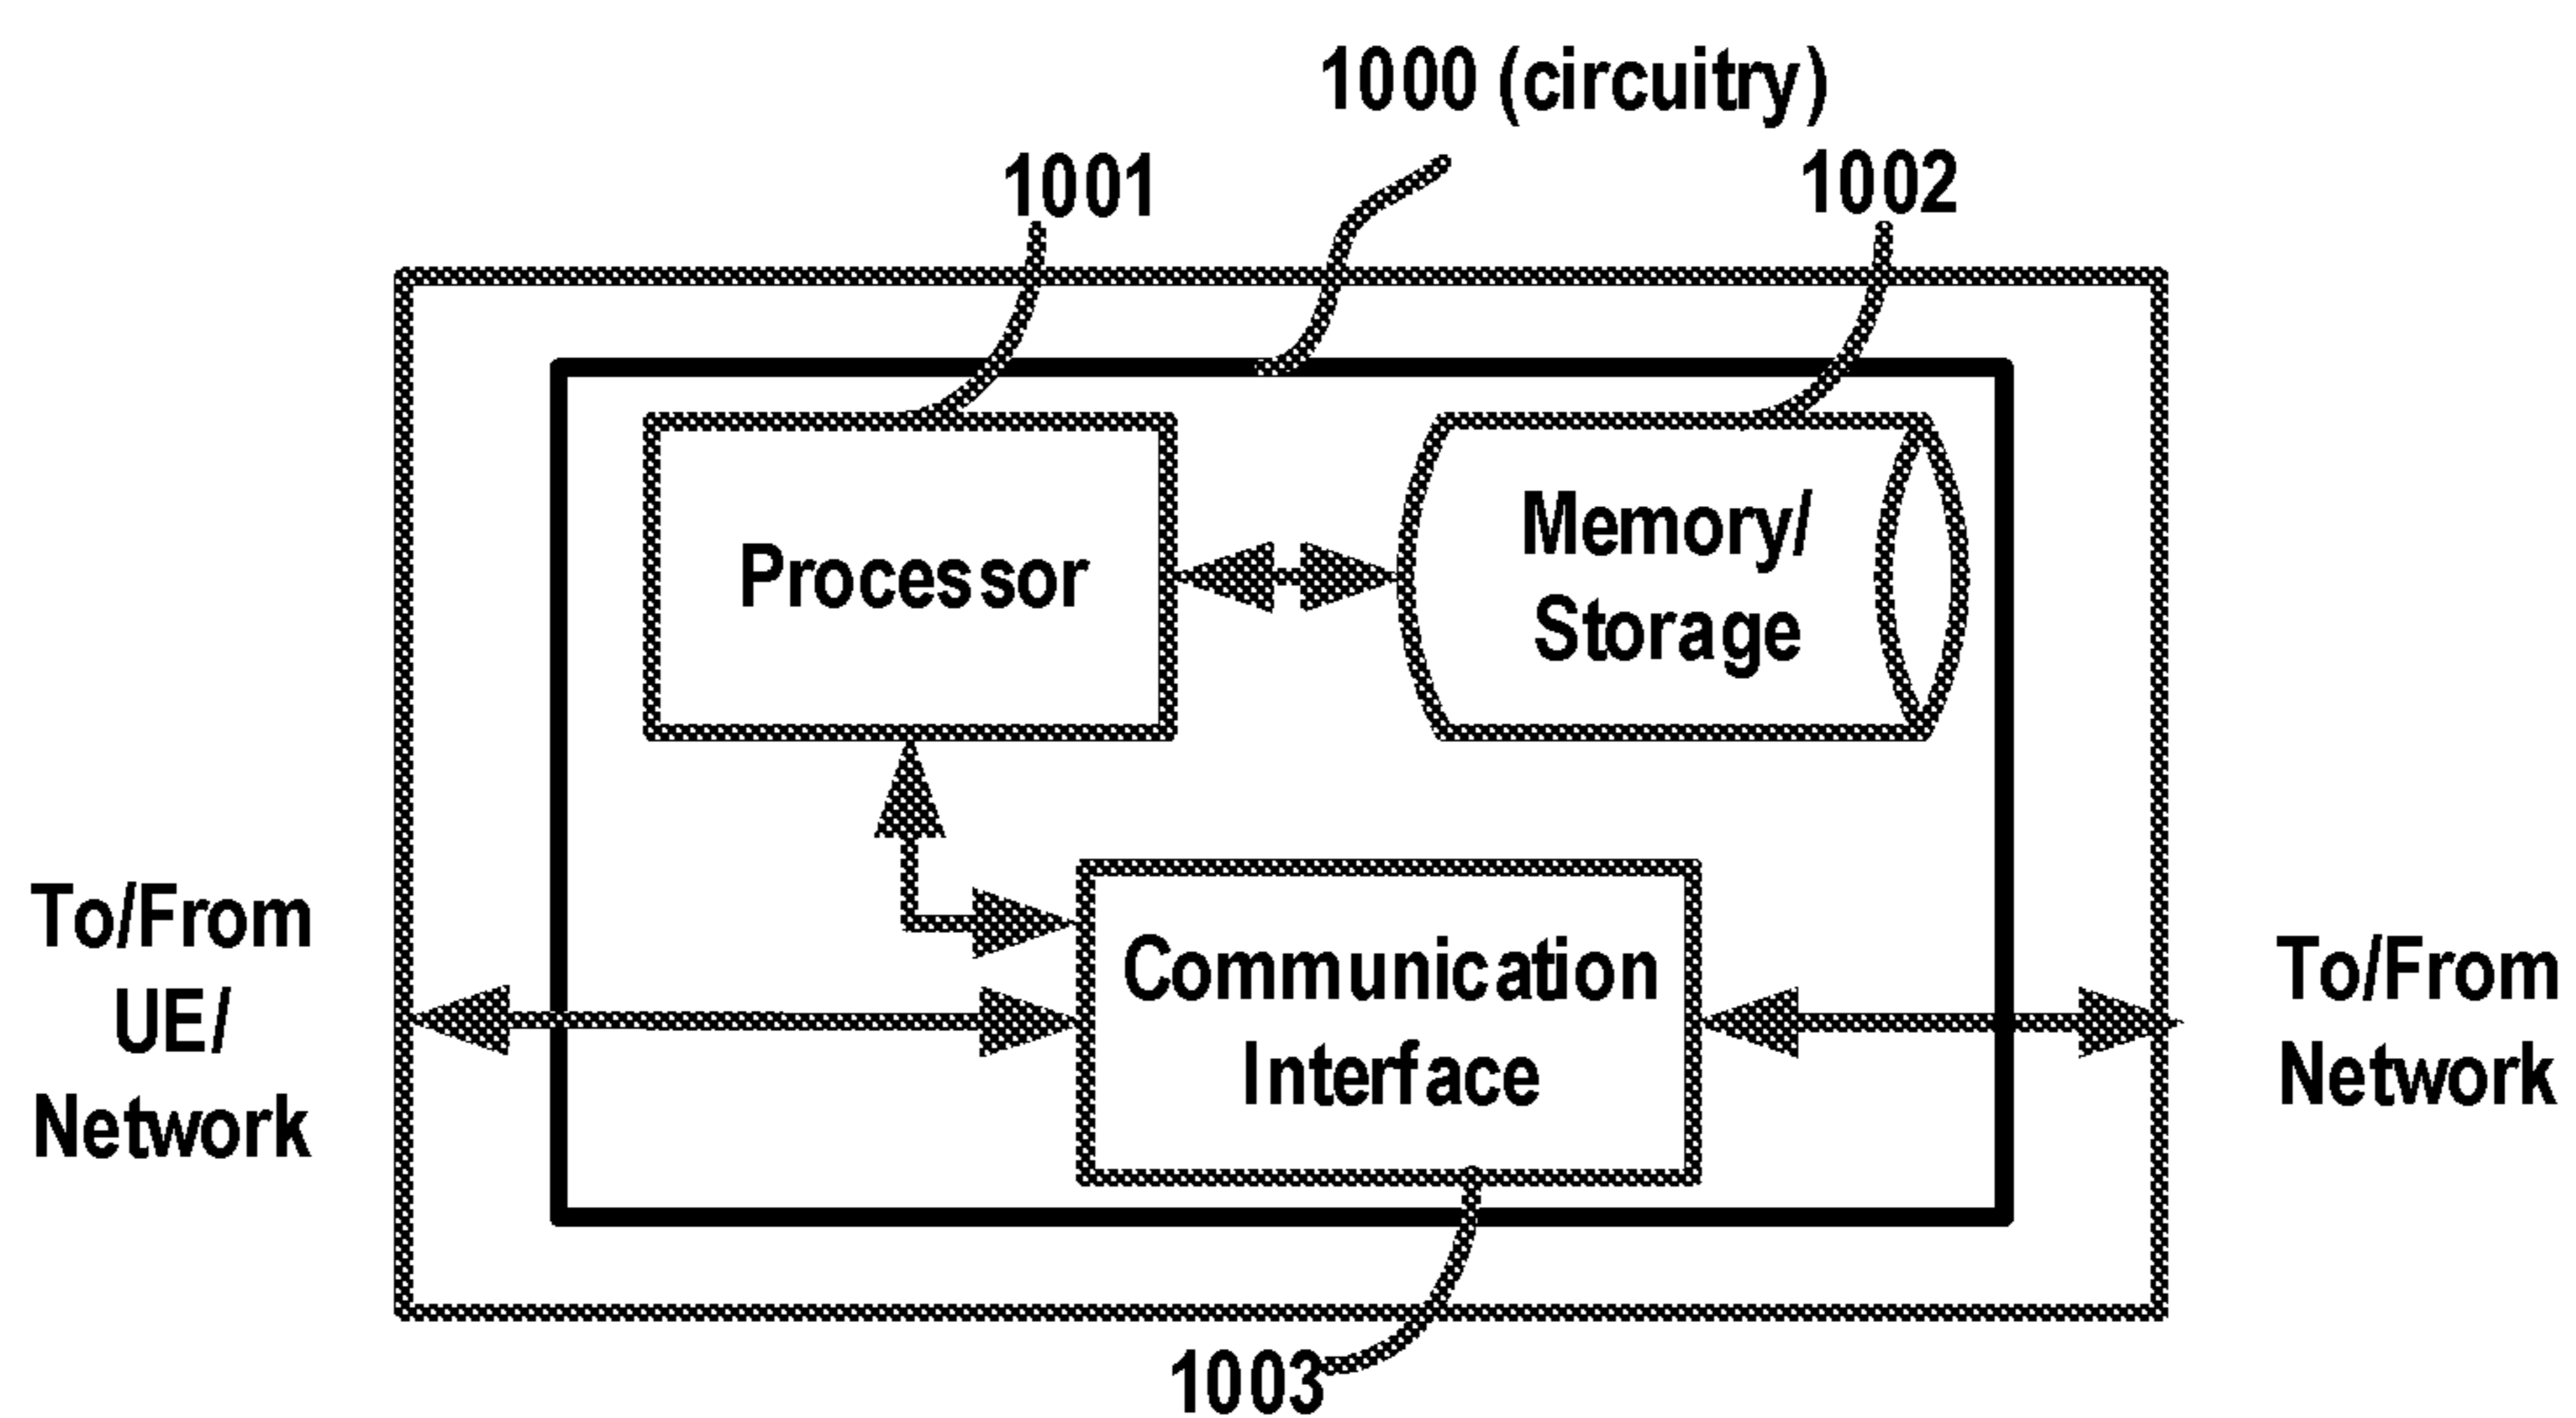 1000 (circuitry)
1001
1002
Processor
Memory/
Storage
To/From
UE/
Network
Communication
Interface
To/From
Network
1003